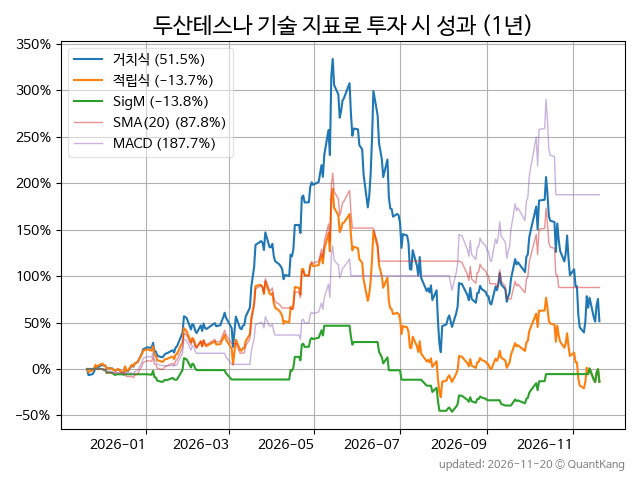 두산테스나 기술 지표로 투자 시 성과 (1년)
350%
300%
250%
200%
150%
100%
50%
0%
−50%
거치식 (51.5%)
적립식 (−13.7%)
SigM (−13.8%)
SMA(20) (87.8%)
MACD (187.7%)
2026-01
2026-03
2026-05
2026-07
2026-09
2026-11
updated: 2026-11-20 © QuantKang